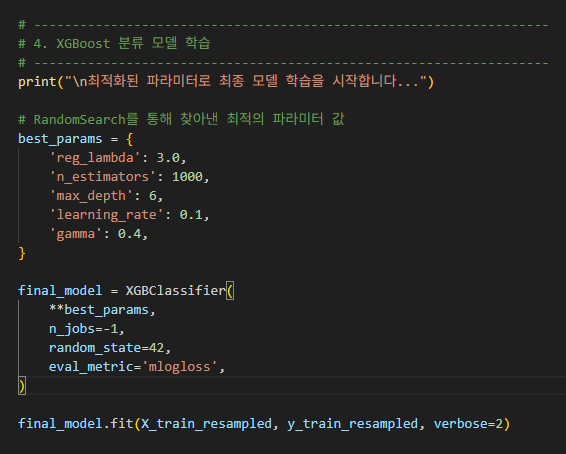 # ------------------------------------------------------------------
# 4. XGBoost 분류 모델 학습
# ------------------------------------------------------------------
print("\n최적화된 파라미터로 최종 모델 학습을 시작합니다...")
# RandomSearch를 통해 찾아낸 최적의 파라미터 값
best_params = {
    'reg_lambda': 3.0,
    'n_estimators': 1000,
    'max_depth': 6,
    'learning_rate': 0.1,
    'gamma': 0.4,
}
final_model = XGBClassifier(
    **best_params,
    n_jobs=-1,
    random_state=42,
    eval_metric='mlogloss',
)
final_model.fit(X_train_resampled, y_train_resampled, verbose=2)